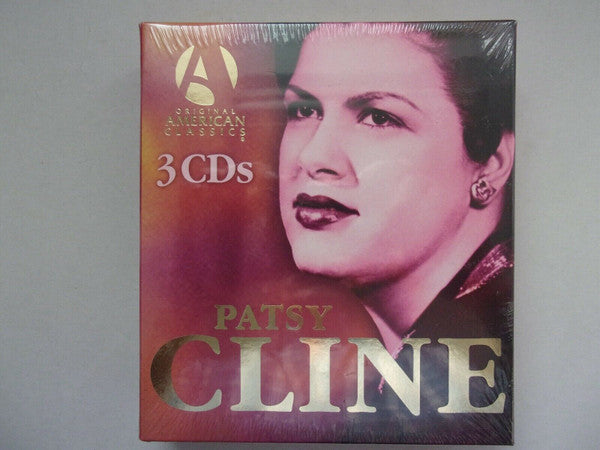 A
ORIGINAL
AMERICAN
CLASSICS
3 CDs
PATSY
CLINE